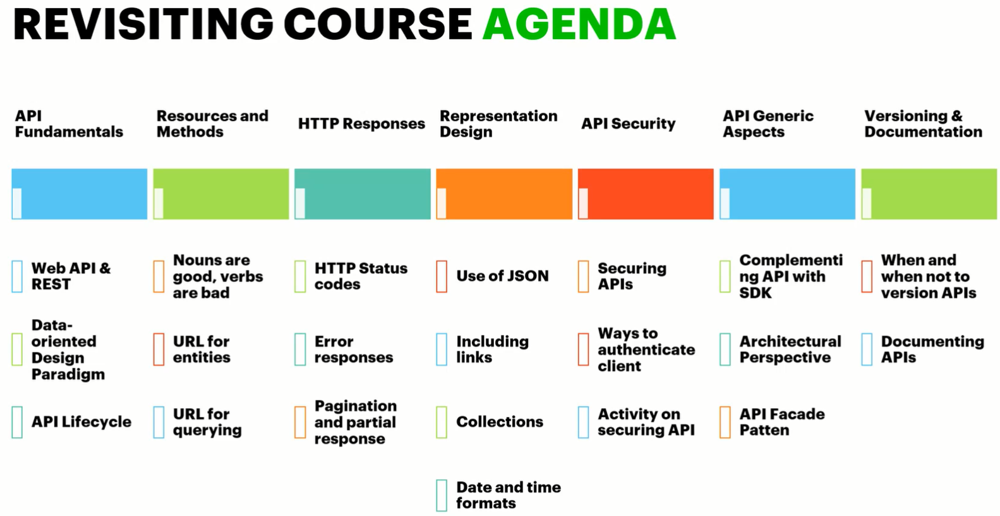 REVISITING COURSE AGENDA
API
Fundamentals
Resources and
Methods
HTTP Responses
Representation
Design
API Security
API Generic
Aspects
Versioning &
Documentation
Web API &
REST
Data-
oriented
Design
Paradigm
API Lifecycle
Nouns are
good, verbs
are bad
URL for
entities
URL for
querying
HTTP Status
codes
Error
responses
Pagination
and partial
response
Use of JSON
Including
links
Collections
Date and time
formats
Securing
APIs
Ways to
authenticate
client
Activity on
securing API
Complementi
ng API with
SDK
Architectural
Perspective
API Facade
Patten
When and
when not to
version APIs
Documenting
APIs